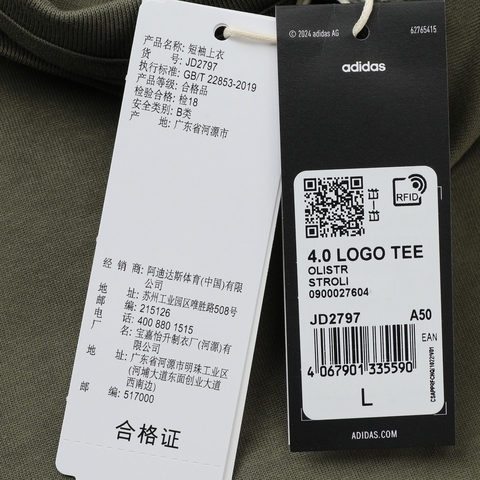 产品名称: 短袖上衣
货 号: JD2797
执行标准: GB/T 22853-2019
产品等级: 合格品
检验合格: 检18
安全类别: B类
产 地: 广东省河源市
经 销 商: 阿迪达斯体育(中国)有限
公司
地 址: 苏州工业园区唯胜路508号
邮 编: 215126
电 话: 400 880 1515
厂 名: 宝嘉怡升制衣厂(河源)有
限公司
地 址: 广东省河源市明珠工业区
(河埔大道东面创业大道
西南边)
邮 编: 517000
合格证
© 2024 adidas AG
62765415
adidas
RFID
4.0 LOGO TEE
OLISTR
STROLI
0900027604
JD2797 A50
EAN
4 067901 335590
L
ADIDAS.COM